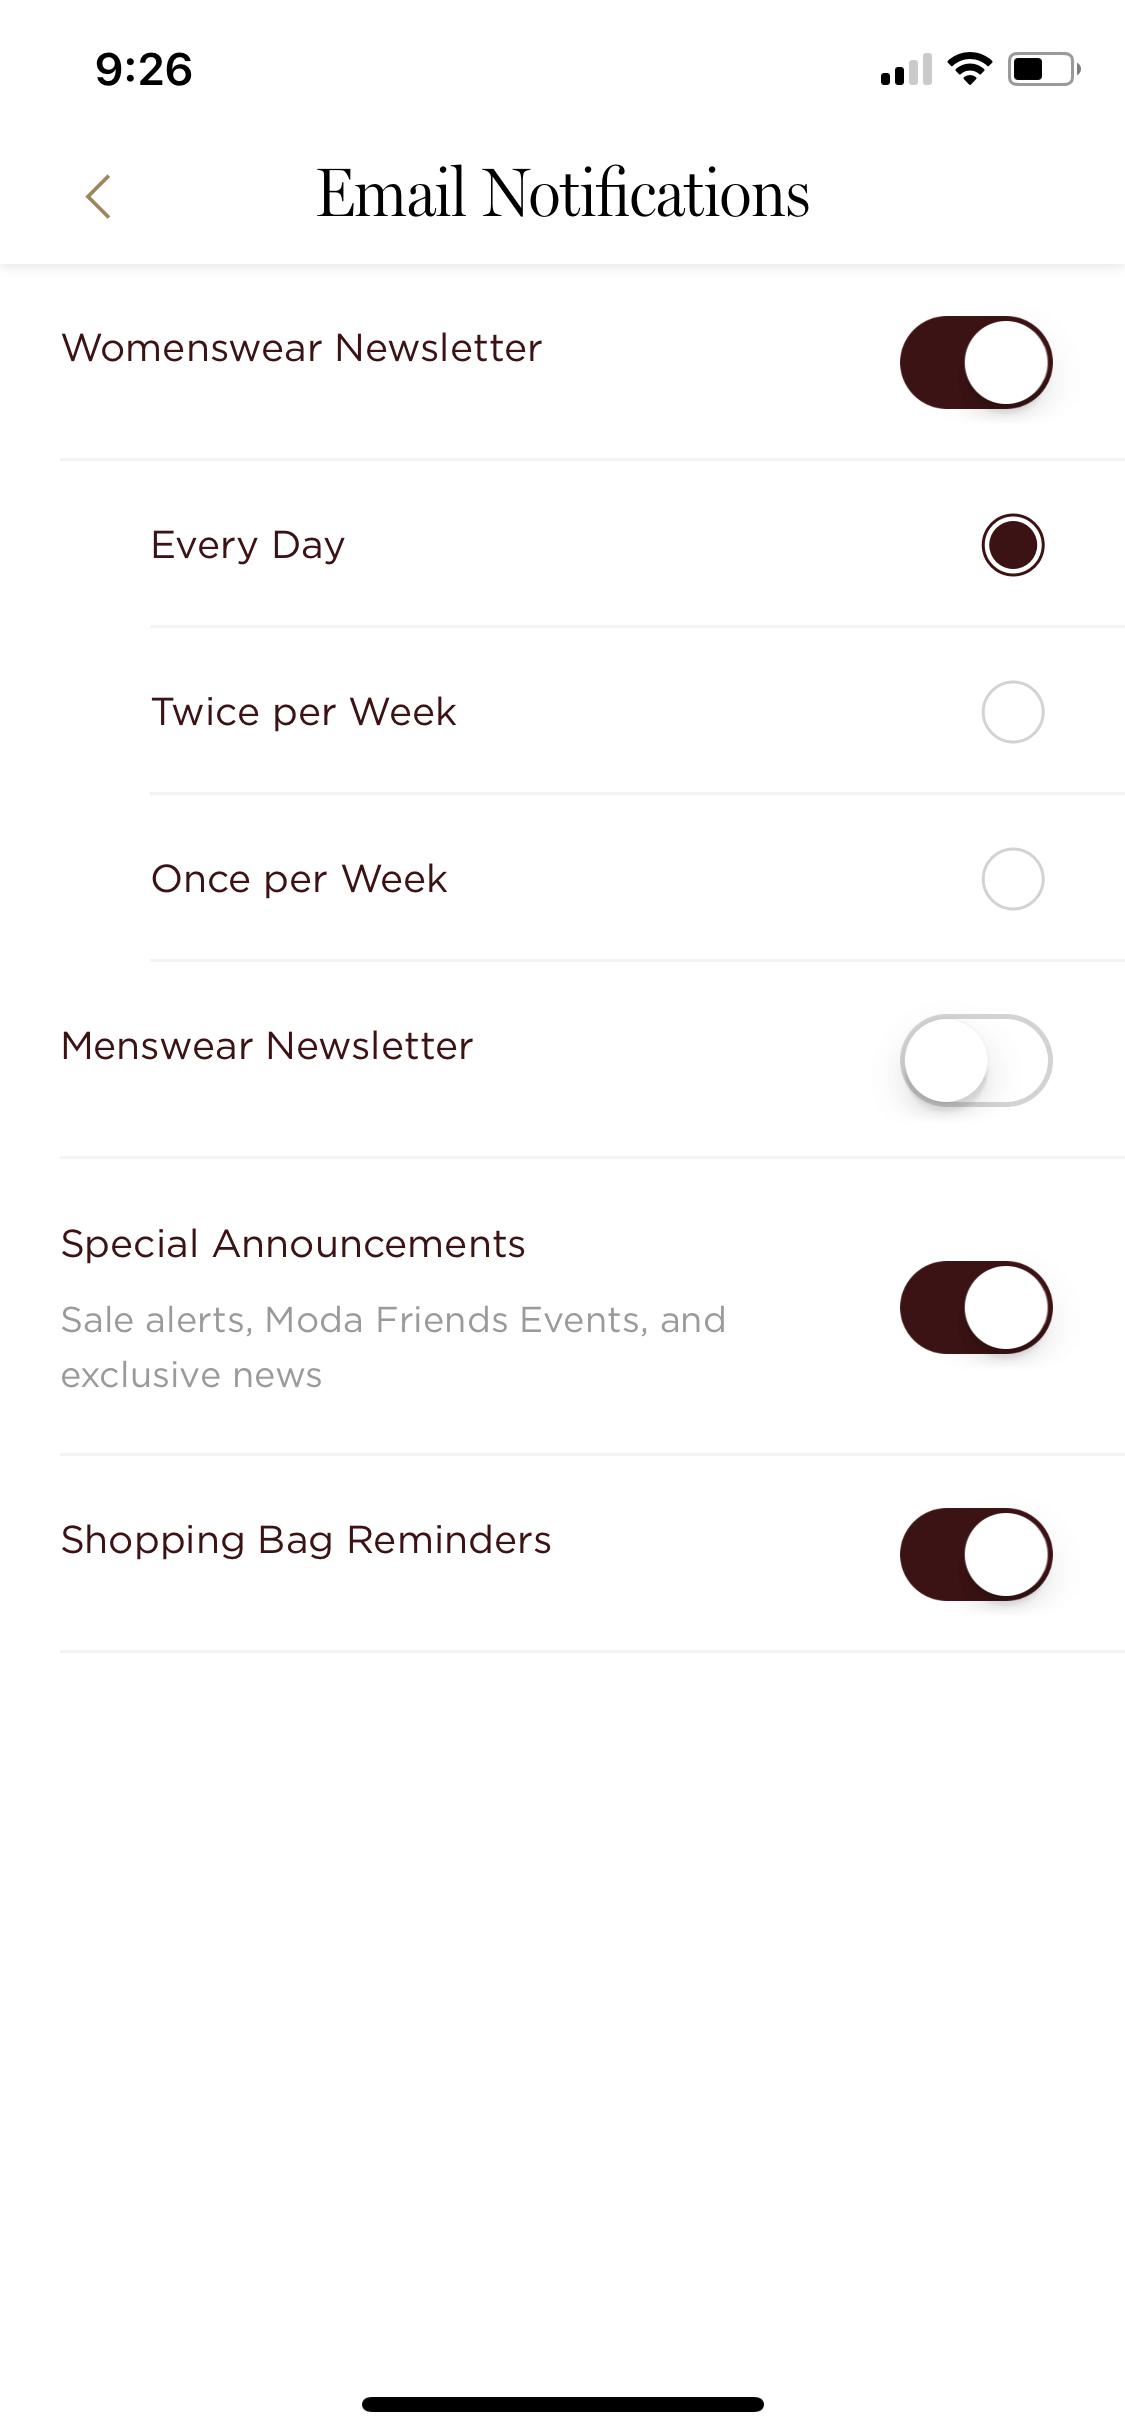 9:26
Email Notifications
Womenswear Newsletter
Every Day
Twice per Week
Once per Week
Menswear Newsletter
Special Announcements
Sale alerts, Moda Friends Events, and
exclusive news
Shopping Bag Reminders